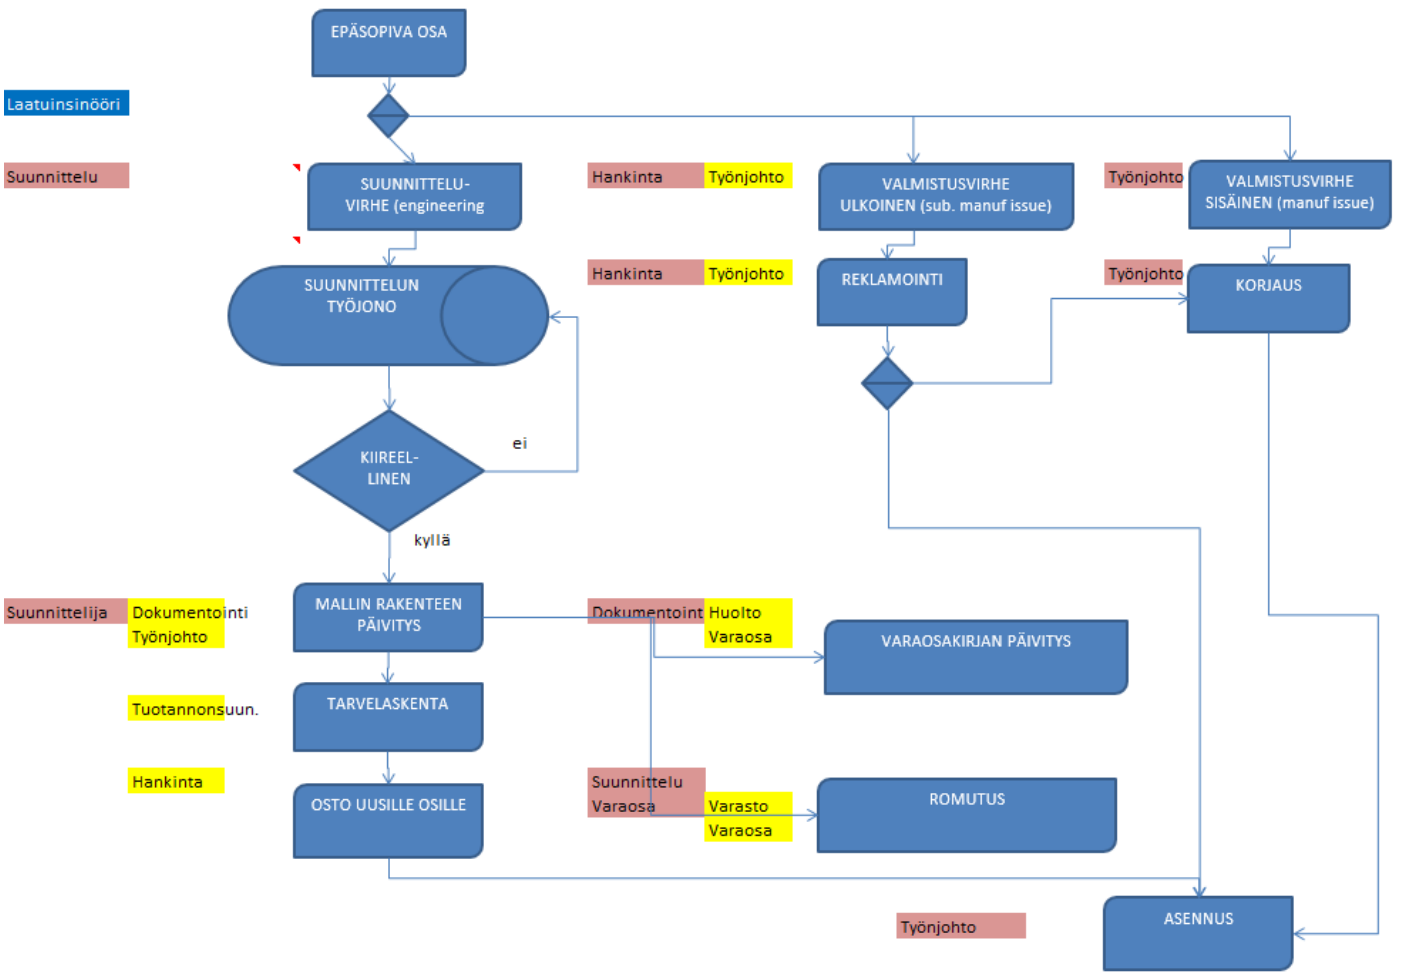 EPÄSOPIVA OSA
Laatuinsinööri
Suunnittelu
SUUNNITTELU-
VIRHE (engineering
Hankinta
Työnjohto
VALMISTUSVIRHE
ULKOINEN (sub. manuf issue)
Työnjohto
VALMISTUSVIRHE
SISÄINEN (manuf issue)
SUUNNITTELUN
TYÖJONO
Hankinta
Työnjohto
REKLAMOINTI
Työnjohto
KORJAUS
KIIREEL-
LINEN
ei
kyllä
Suunnittelija
Dokumentointi
Työnjohto
MALLIN RAKENTEEN
PÄIVITYS
Dokumentoint
Huolto
Varaosa
VARAOSAKIRJAN PÄIVITYS
Tuotannonsuun.
TARVELASKENTA
Hankinta
OSTO UUSILLE OSILLE
Suunnittelu
Varaosa
Varasto
Varaosa
ROMUTUS
Työnjohto
ASENNUS